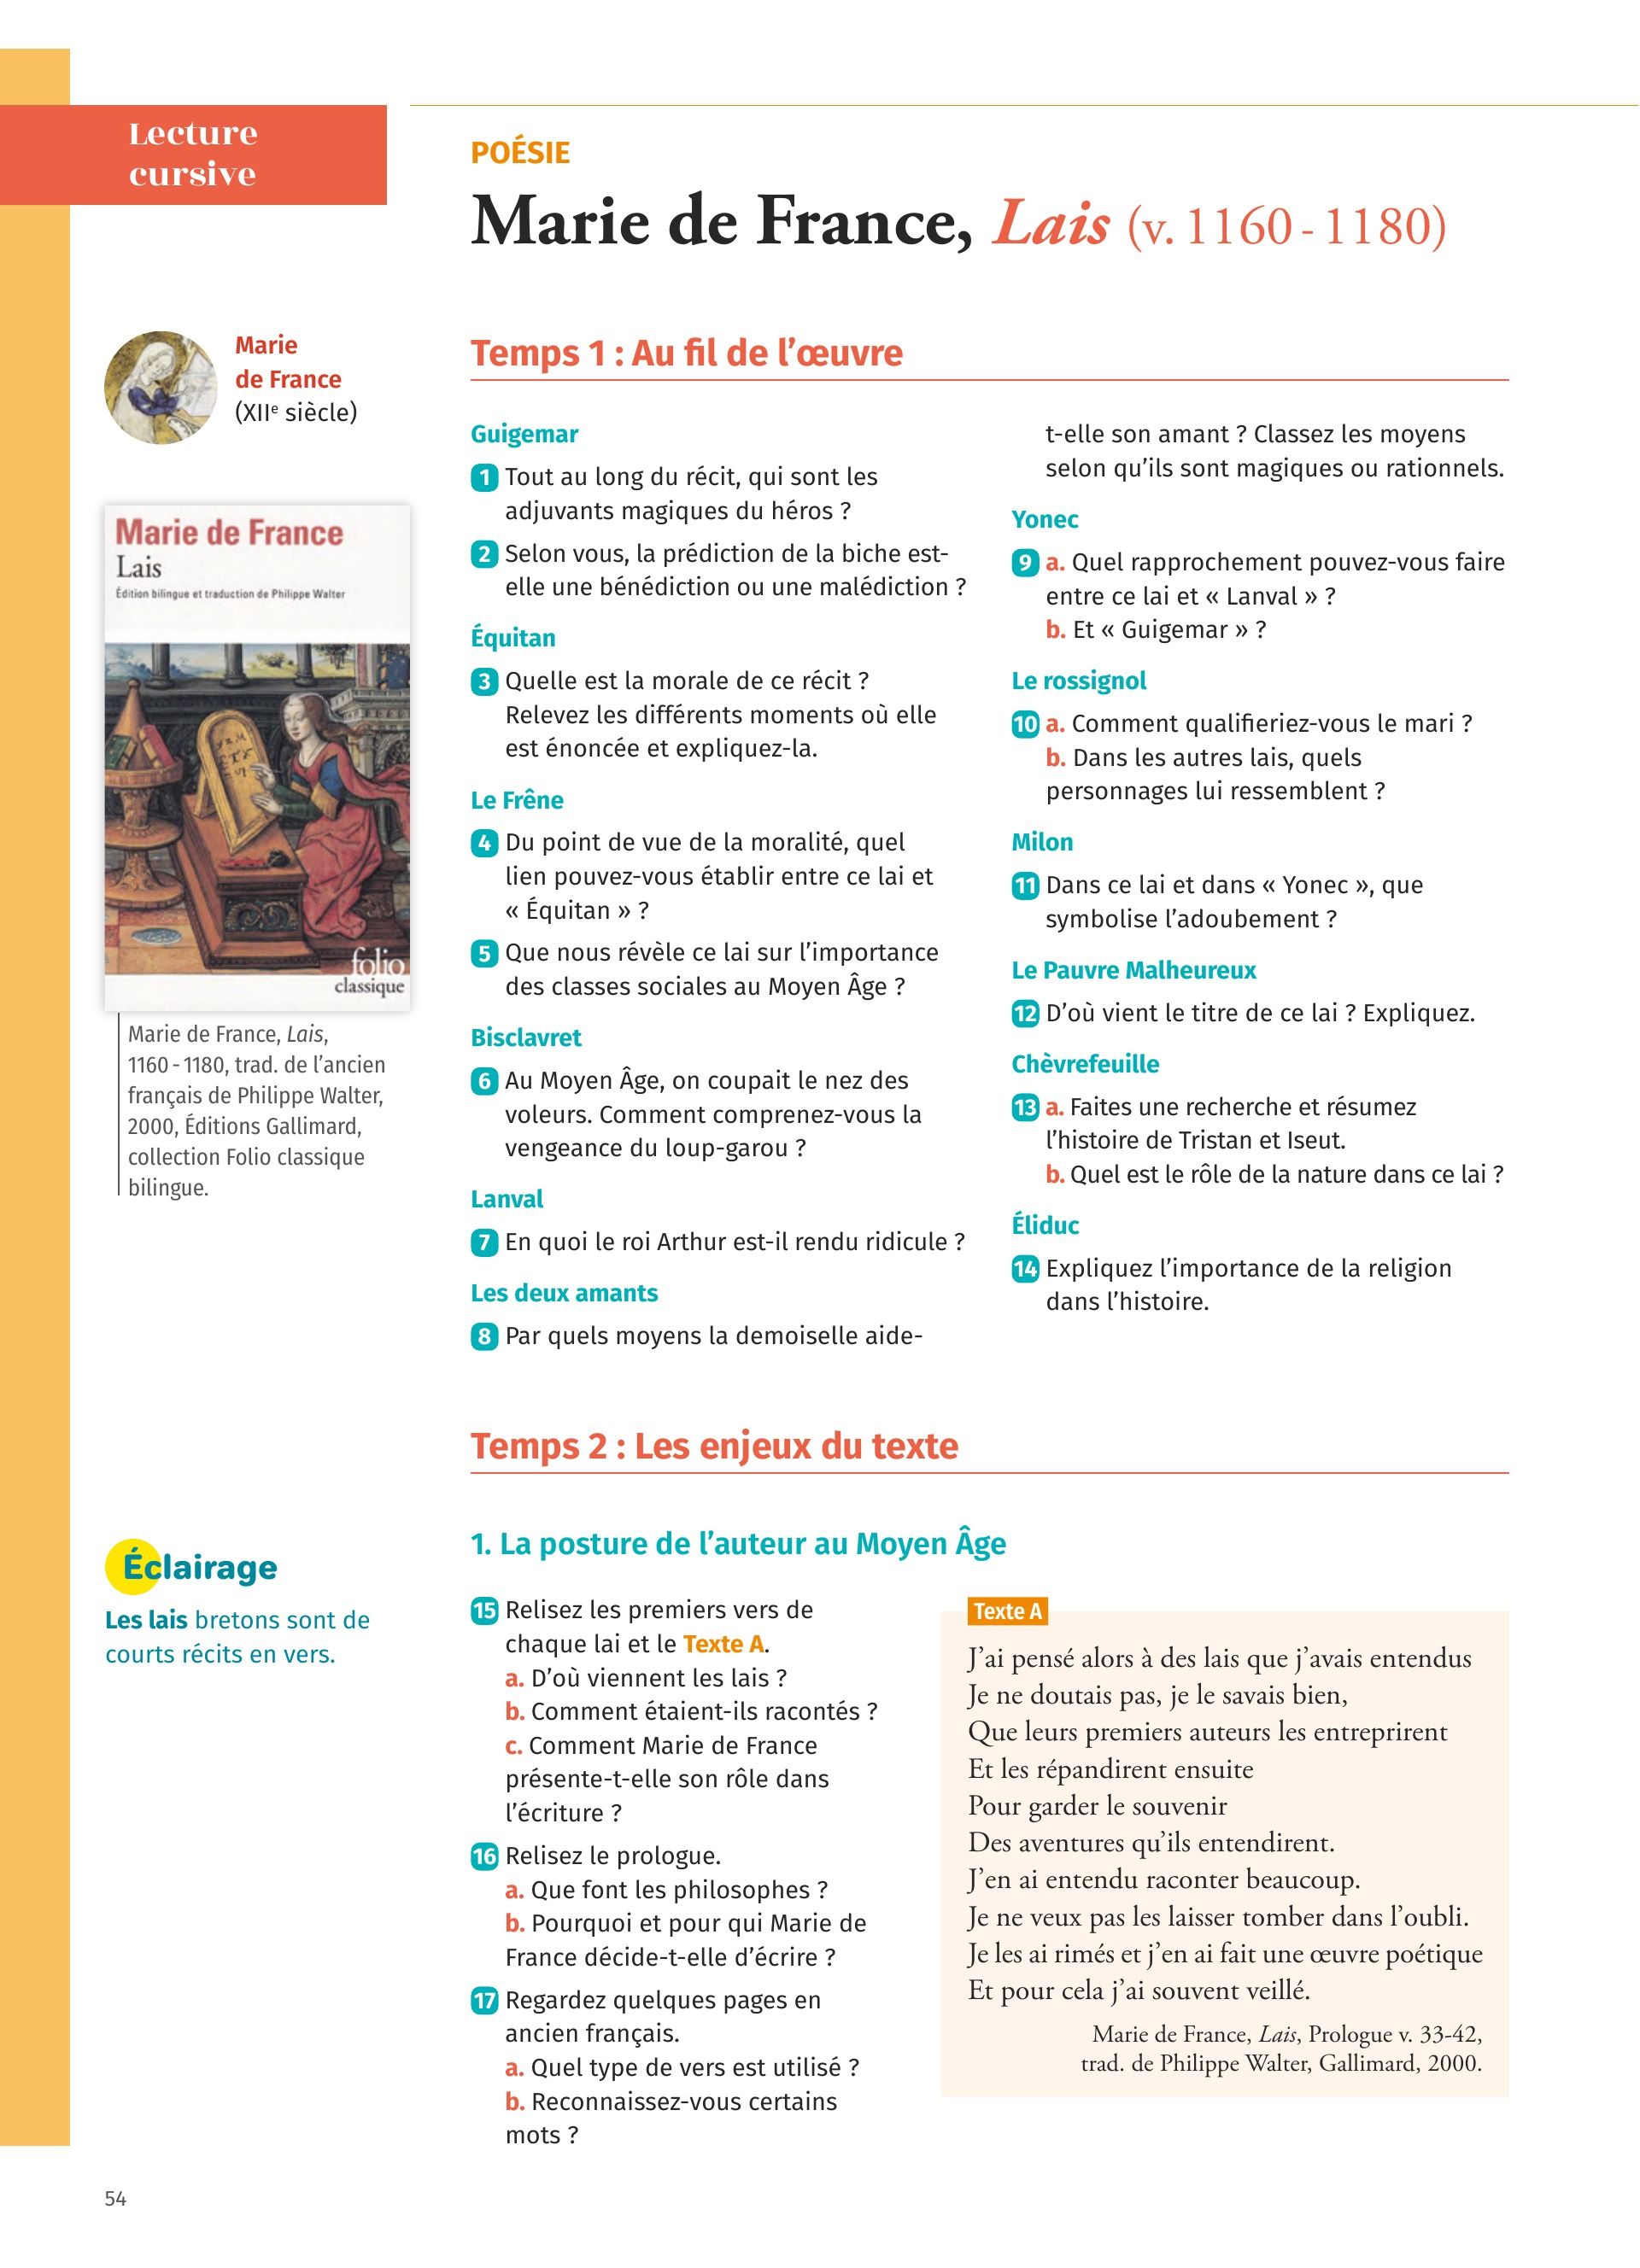 Lecture
cursive
POÉSIE
Marie de France, Lais (v. 1160 - 1180)
Marie
de France
(XIIe siècle)
Marie de France
Lais
Édition bilingue et traduction de Philippe Walter
folio
classique
Marie de France, Lais,
1160 - 1180, trad. de l’ancien
français de Philippe Walter,
2000, Éditions Gallimard,
collection Folio classique
bilingue.
Temps 1 : Au fil de l’œuvre
Guigemar
1 Tout au long du récit, qui sont les
adjuvants magiques du héros ?
2 Selon vous, la prédiction de la biche est-
elle une bénédiction ou une malédiction ?
Équitan
3 Quelle est la morale de ce récit ?
Relevez les différents moments où elle
est énoncée et expliquez-la.
Le Frêne
4 Du point de vue de la moralité, quel
lien pouvez-vous établir entre ce lai et
« Équitan » ?
5 Que nous révèle ce lai sur l’importance
des classes sociales au Moyen Âge ?
Bisclavret
6 Au Moyen Âge, on coupait le nez des
voleurs. Comment comprenez-vous la
vengeance du loup-garou ?
Lanval
7 En quoi le roi Arthur est-il rendu ridicule ?
Les deux amants
8 Par quels moyens la demoiselle aide-
t-elle son amant ? Classez les moyens
selon qu’ils sont magiques ou rationnels.
Yonec
9 a. Quel rapprochement pouvez-vous faire
entre ce lai et « Lanval » ?
b. Et « Guigemar » ?
Le rossignol
10 a. Comment qualifieriez-vous le mari ?
b. Dans les autres lais, quels
personnages lui ressemblent ?
Milon
11 Dans ce lai et dans « Yonec », que
symbolise l’adoubement ?
Le Pauvre Malheureux
12 D’où vient le titre de ce lai ? Expliquez.
Chèvrefeuille
13 a. Faites une recherche et résumez
l’histoire de Tristan et Iseut.
b. Quel est le rôle de la nature dans ce lai ?
Éliduc
14 Expliquez l’importance de la religion
dans l’histoire.
Temps 2 : Les enjeux du texte
Éclairage
Les lais bretons sont de
courts récits en vers.
1. La posture de l’auteur au Moyen Âge
15 Relisez les premiers vers de
chaque lai et le Texte A.
a. D’où viennent les lais ?
b. Comment étaient-ils racontés ?
c. Comment Marie de France
présente-t-elle son rôle dans
l’écriture ?
16 Relisez le prologue.
a. Que font les philosophes ?
b. Pourquoi et pour qui Marie de
France décide-t-elle d’écrire ?
17 Regardez quelques pages en
ancien français.
a. Quel type de vers est utilisé ?
b. Reconnaissez-vous certains
mots ?
Texte A
J’ai pensé alors à des lais que j’avais entendus
Je ne doutais pas, je le savais bien,
Que leurs premiers auteurs les entreprirent
Et les répandirent ensuite
Pour garder le souvenir
Des aventures qu’ils entendirent.
J’en ai entendu raconter beaucoup.
Je ne veux pas les laisser tomber dans l’oubli.
Je les ai rimés et j’en ai fait une œuvre poétique
Et pour cela j’ai souvent veillé.
Marie de France, Lais, Prologue v. 33-42,
trad. de Philippe Walter, Gallimard, 2000.
54